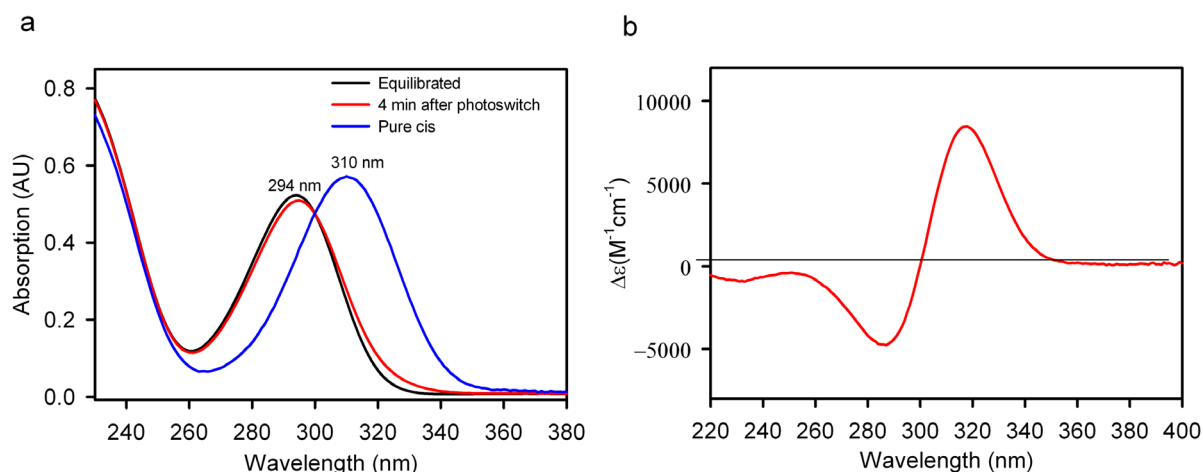 a
Absorption (AU)
0.8
0.6
0.4
0.2
0.0
Equilibrated
4 min after photoswitch
Pure cis
294 nm
310 nm
240 260 280 300 320 340 360 380
Wavelength (nm)
b
Δε(M⁻¹cm⁻¹)
10000
5000
0
−5000
220 240 260 280 300 320 340 360 380 400
Wavelength (nm)